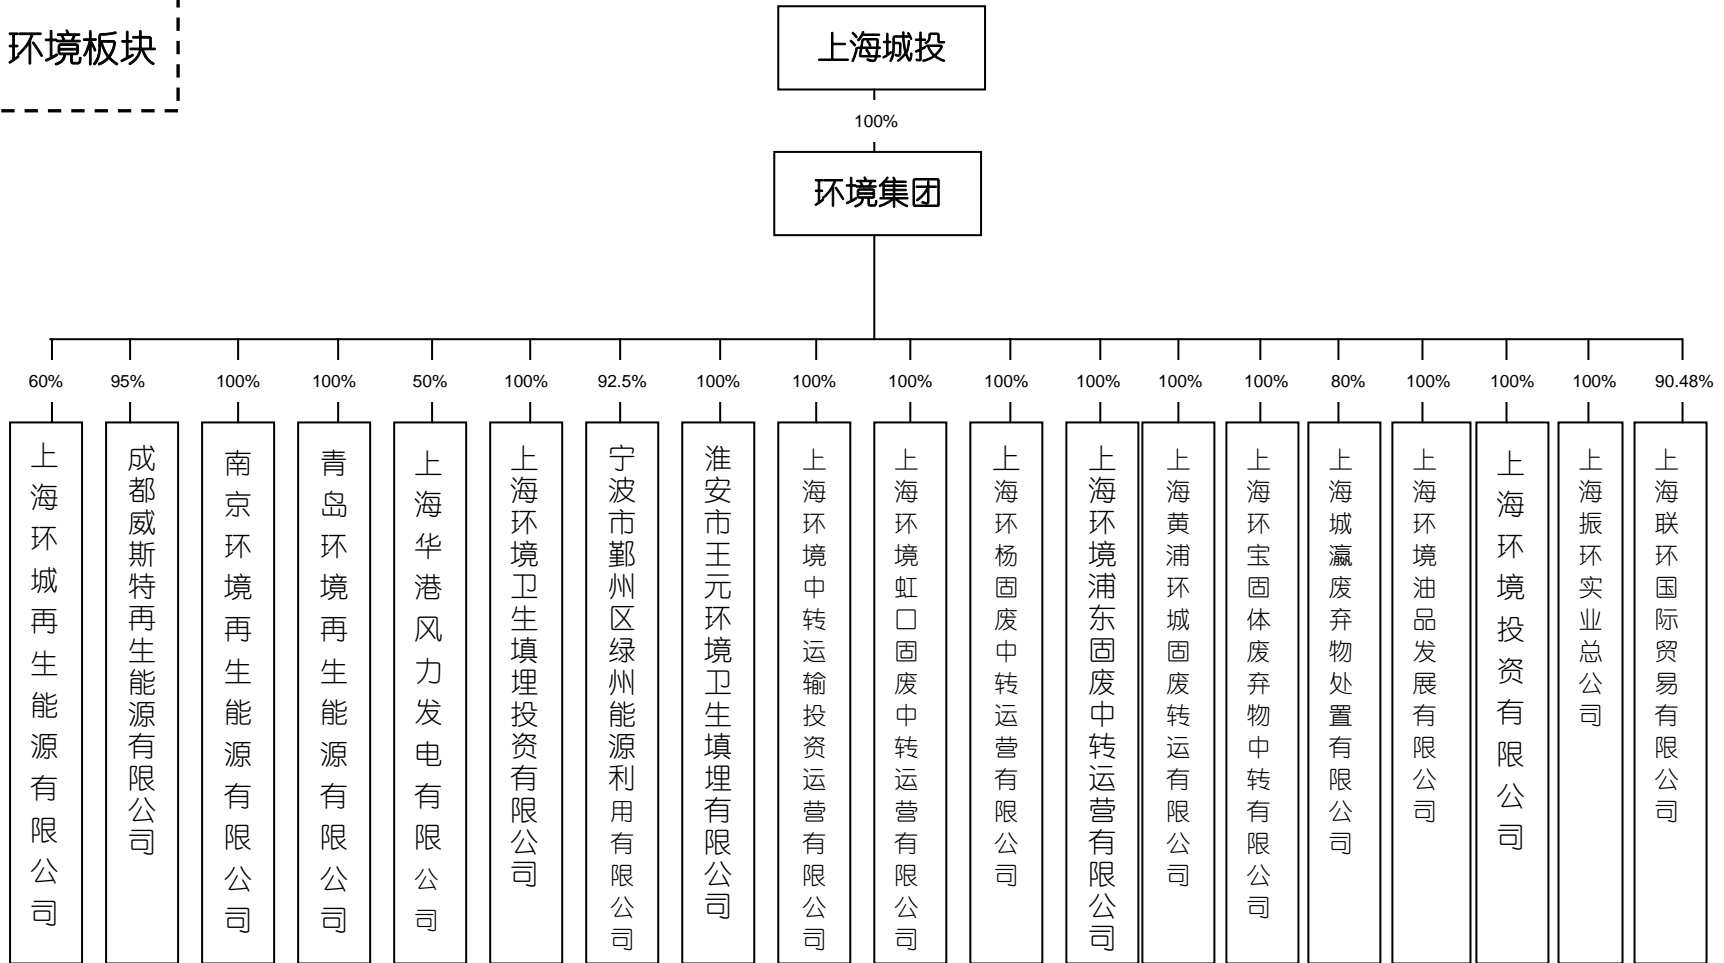 环境板块
上海城投
100%
环境集团
60%
95%
100%
100%
50%
100%
92.5%
100%
100%
100%
100%
100%
100%
100%
80%
100%
100%
100%
90.48%
上海环城再生能源有限公司
成都威斯特再生能源有限公司
南京环境再生能源有限公司
青岛环境再生能源有限公司
上海华港风力发电有限公司
上海环境卫生填埋投资有限公司
宁波市鄞州区绿州能源利用有限公司
淮安市王元环境卫生填埋有限公司
上海环境中转运输投资运营有限公司
上海环境虹口固废中转运营有限公司
上海环杨固废中转运营有限公司
上海环境浦东固废中转运营有限公司
上海黄浦环城固废转运有限公司
上海环宝固体废弃物中转有限公司
上海城瀛废弃物处置有限公司
上海环境油品发展有限公司
上海环境投资有限公司
上海振环实业总公司
上海联环国际贸易有限公司